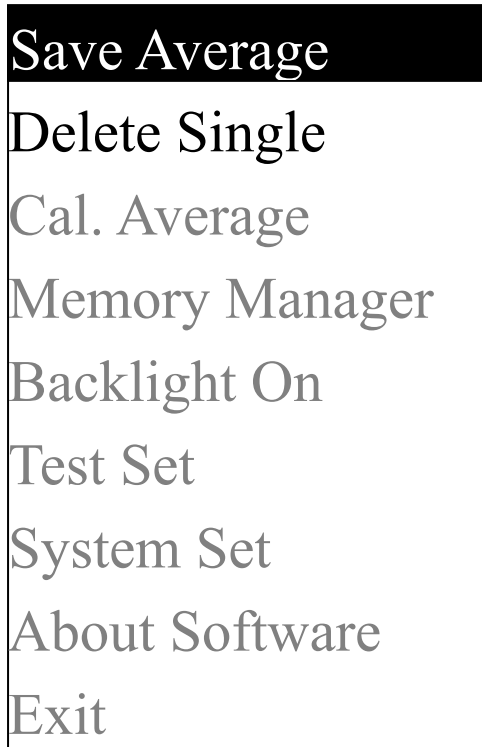 Save Average
Delete Single
Cal. Average
Memory Manager
Backlight On
Test Set
System Set
About Software
Exit